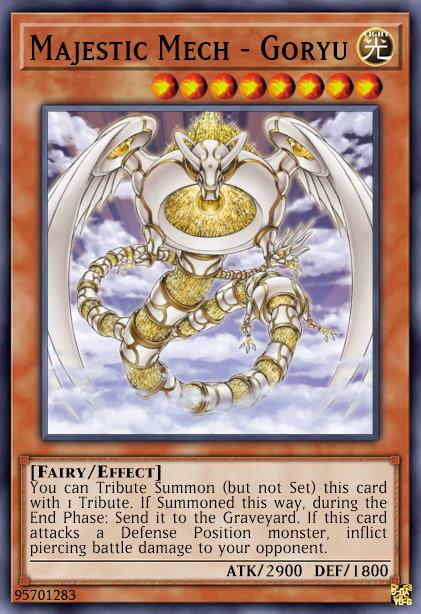 Majestic Mech - Goryu
LIGHT
光
[Fairy/Effect]
You can Tribute Summon (but not Set) this card
with 1 Tribute. If Summoned this way, during the
End Phase: Send it to the Graveyard. If this card
attacks a Defense Position monster, inflict
piercing battle damage to your opponent.
ATK/2900 DEF/1800
95701283